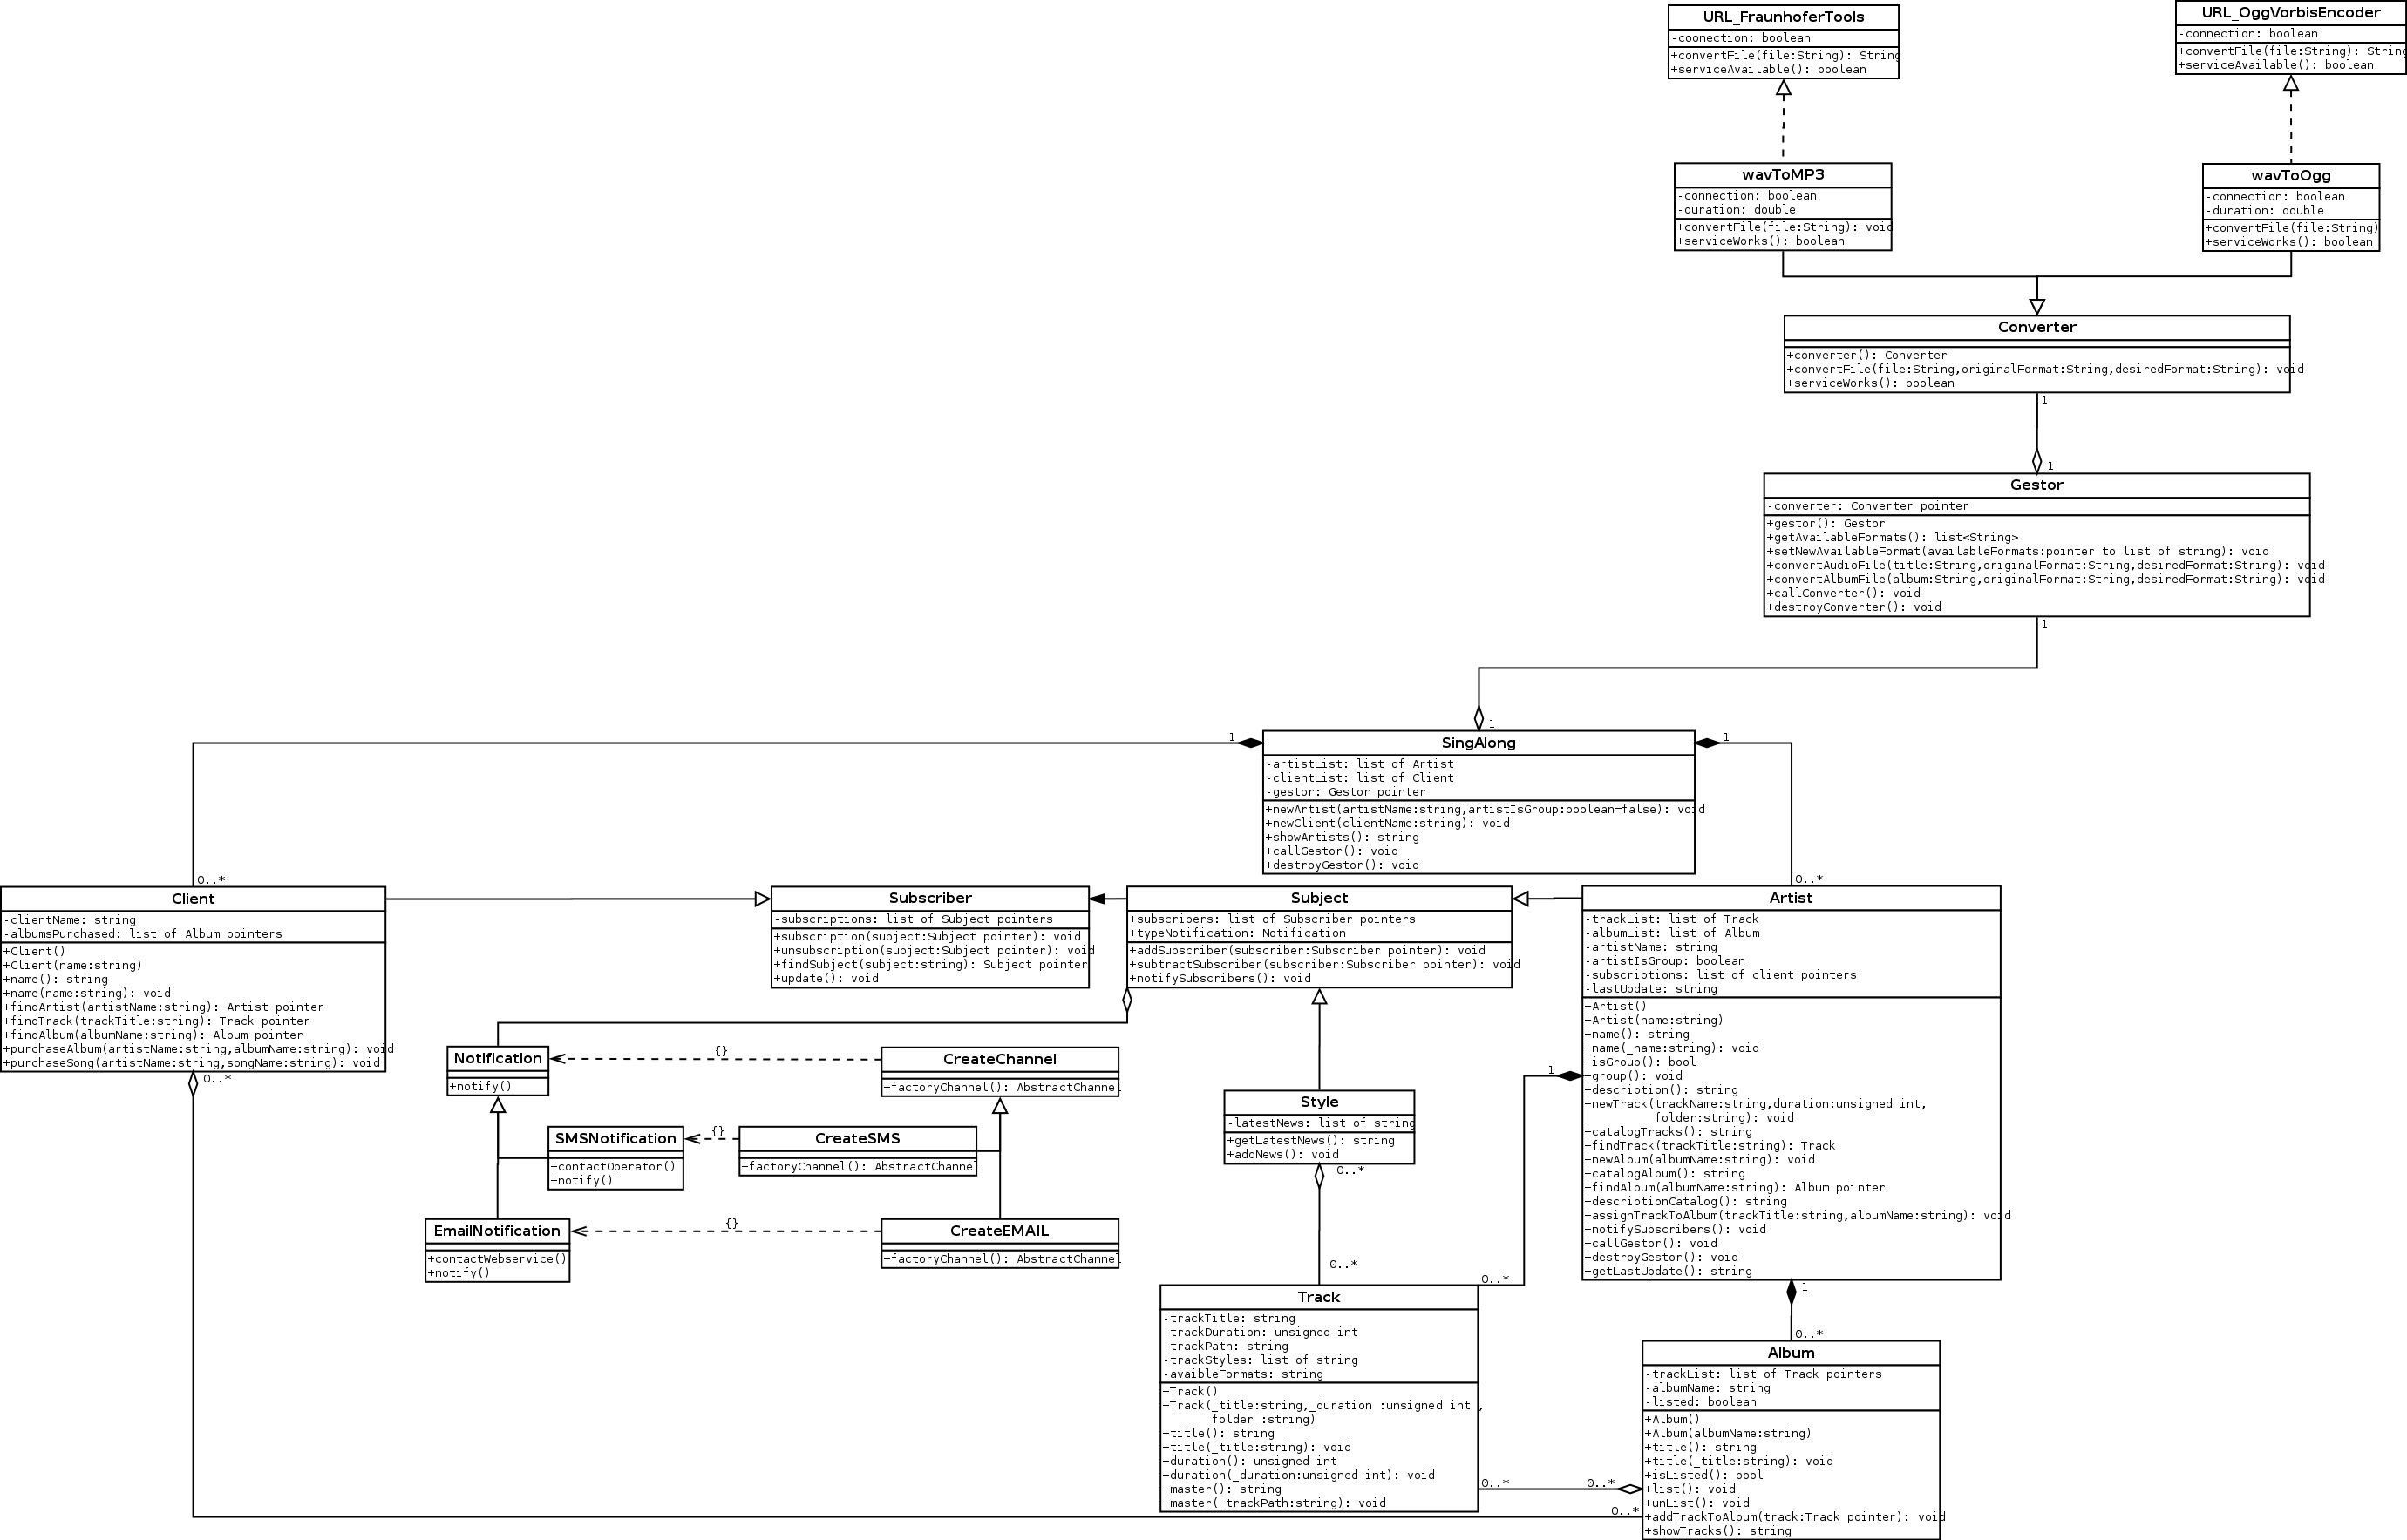 URL_FraunhoferTools
-coonection: boolean
+convertFile(file:String): String
+serviceAvailable(): boolean
URL_OggVorbisEncoder
-connection: boolean
+convertFile(file:String): String
+serviceAvailable(): boolean
wavToMP3
-connection: boolean
-duration: double
+convertFile(file:String): void
+serviceWorks(): boolean
wavToOgg
-connection: boolean
-duration: double
+convertFile(file:String)
+serviceWorks(): boolean
Converter
+converter(): Converter
+convertFile(file:String,originalFormat:String,desiredFormat:String): void
+serviceWorks(): boolean
1
1
Gestor
-converter: Converter pointer
+gestor(): Gestor
+getAvailableFormats(): list<String>
+setNewAvailableFormat(availableFormats:pointer to list of string): void
+convertAudioFile(title:String,originalFormat:String,desiredFormat:String): void
+convertAlbumFile(album:String,originalFormat:String,desiredFormat:String): void
+callConverter(): void
+destroyConverter(): void
1
1
1
1
SingAlong
-artistList: list of Artist
-clientList: list of Client
-gestor: Gestor pointer
+newArtist(artistName:string,artistIsGroup:boolean=false): void
+newClient(clientName:string): void
+showArtists(): string
+callGestor(): void
+destroyGestor(): void
0..*
0..*
Client
-clientName: string
-albumsPurchased: list of Album pointers
+Client()
+Client(name:string)
+name(): string
+name(name:string): void
+findArtist(artistName:string): Artist pointer
+findTrack(trackTitle:string): Track pointer
+findAlbum(albumName:string): Album pointer
+purchaseAlbum(artistName:string,albumName:string): void
+purchaseSong(artistName:string,songName:string): void
0..*
Subscriber
-subscriptions: list of Subject pointers
+subscription(subject:Subject pointer): void
+unsubscription(subject:Subject pointer): void
+findSubject(subject:string): Subject pointer
+update(): void
Subject
+subscribers: list of Subscriber pointers
+typeNotification: Notification
+addSubscriber(subscriber:Subscriber pointer): void
+subtractSubscriber(subscriber:Subscriber pointer): void
+notifySubscribers(): void
Artist
-trackList: list of Track
-albumList: list of Album
-artistName: string
-artistIsGroup: boolean
-subscriptions: list of client pointers
-lastUpdate: string
+Artist()
+Artist(name:string)
+name(): string
+name(_name:string): void
+isGroup(): bool
+group(): void
+description(): string
+newTrack(trackName:string,duration:unsigned int,
folder:string): void
+catalogTracks(): string
+findTrack(trackTitle:string): Track
+newAlbum(albumName:string): void
+catalogAlbum(): string
+findAlbum(albumName:string): Album pointer
+descriptionCatalog(): string
+assignTrackToAlbum(trackTitle:string,albumName:string): void
+notifySubscribers(): void
+callGestor(): void
+destroyGestor(): void
+getLastUpdate(): string
1
1
0..*
Notification
+notify()
{}
CreateChannel
+factoryChannel(): AbstractChannel
SMSNotification
+contactOperator()
+notify()
{}
CreateSMS
+factoryChannel(): AbstractChannel
EmailNotification
+contactWebservice()
+notify()
{}
CreateEMAIL
+factoryChannel(): AbstractChannel
Style
-latestNews: list of string
+getLatestNews(): string
+addNews(): void
0..*
0..*
0..*
Track
-trackTitle: string
-trackDuration: unsigned int
-trackPath: string
-trackStyles: list of string
-avaibleFormats: string
+Track()
+Track(_title:string,_duration :unsigned int ,
folder :string)
+title(): string
+title(_title:string): void
+duration(): unsigned int
+duration(_duration:unsigned int): void
+master(): string
+master(_trackPath:string): void
0..*
0..*
0..*
Album
-trackList: list of Track pointers
-albumName: string
-listed: boolean
+Album()
+Album(albumName:string)
+title(): string
+title(_title:string): void
+isListed(): bool
+list(): void
+unList(): void
+addTrackToAlbum(track:Track pointer): void
+showTracks(): string